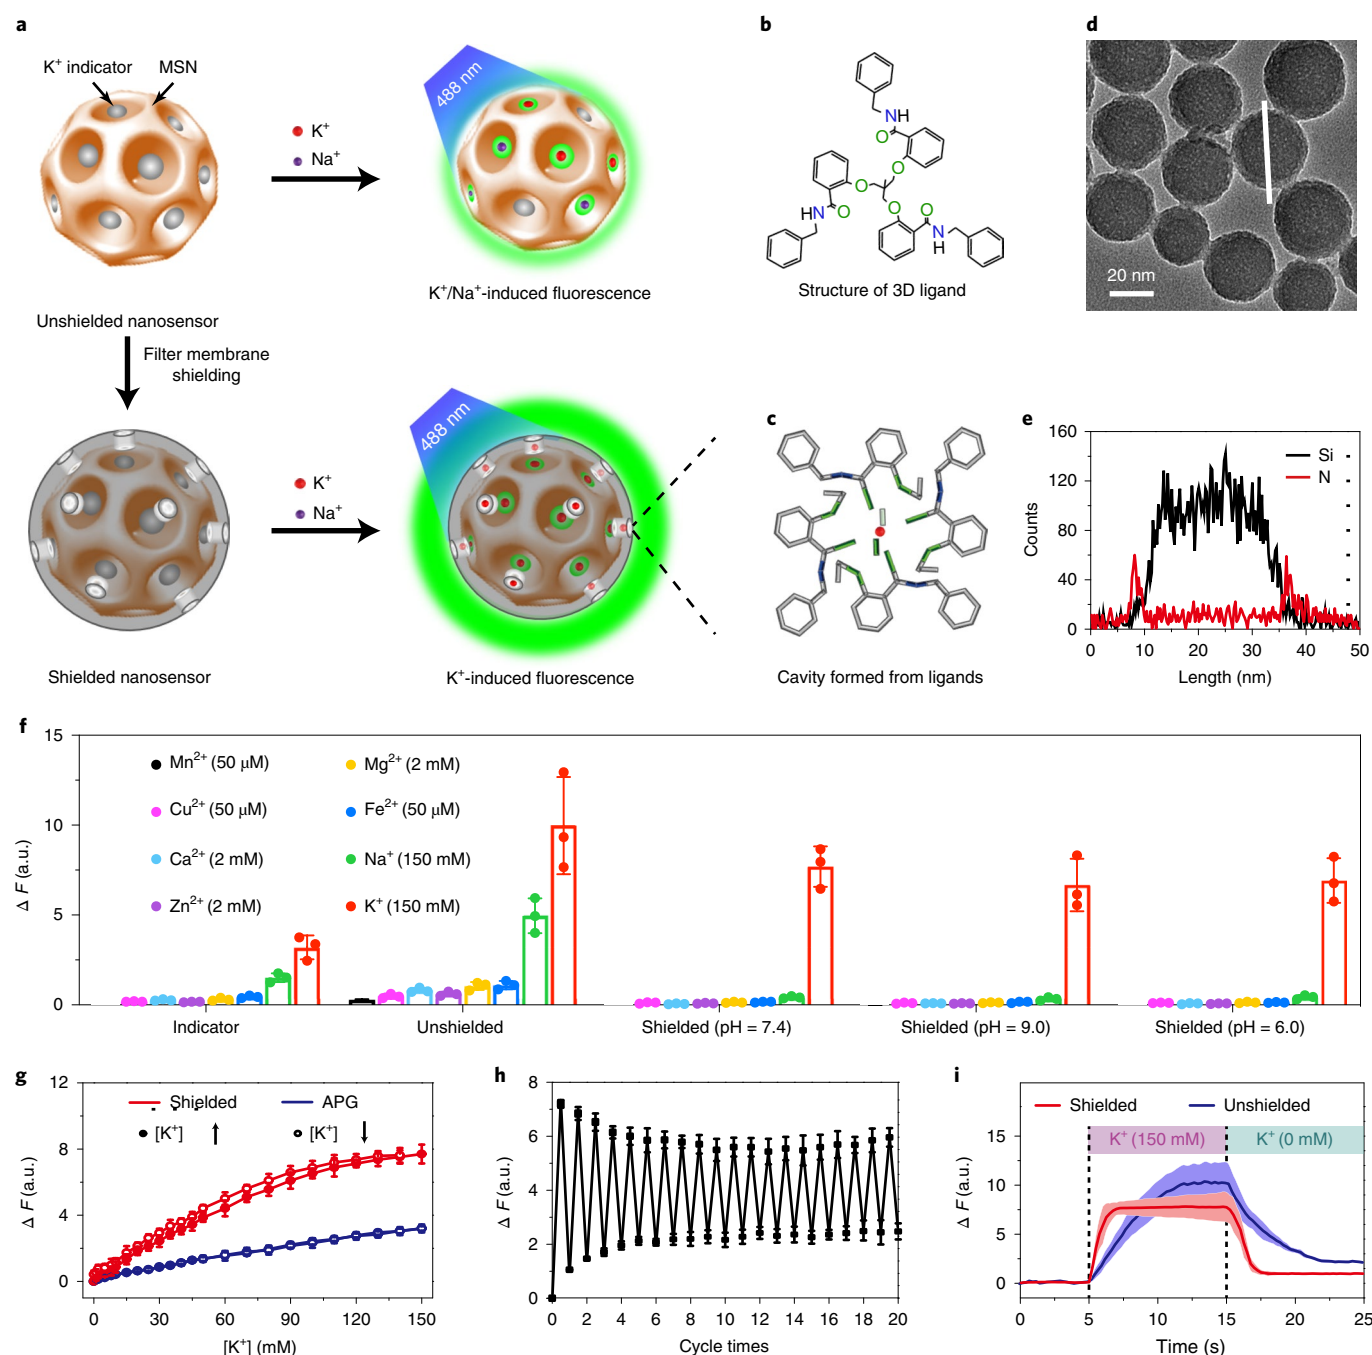 a
K+ indicator
MSN
K+
Na+
488 nm
K+/Na+-induced fluorescence
Unshielded nanosensor
Filter membrane
shielding
K+
Na+
488 nm
Shielded nanosensor
K+-induced fluorescence
b
NH
O
O
O
O
O
O
N
H
N
H
Structure of 3D ligand
c
Cavity formed from ligands
d
20 nm
e
160
120
80
40
0
Counts
Si
N
0 10 20 30 40 50
Length (nm)
f
15
10
5
0
Δ F (a.u.)
Mn2+ (50 μM)
Cu2+ (50 μM)
Ca2+ (2 mM)
Zn2+ (2 mM)
Mg2+ (2 mM)
Fe2+ (50 μM)
Na+ (150 mM)
K+ (150 mM)
Indicator
Unshielded
Shielded (pH = 7.4)
Shielded (pH = 9.0)
Shielded (pH = 6.0)
g
12
8
4
0
Δ F (a.u.)
Shielded
APG
[K+]
[K+]
0 30 60 90 120 150
[K+] (mM)
h
8
6
4
2
0
Δ F (a.u.)
0 2 4 6 8 10 12 14 16 18 20
Cycle times
i
15
10
5
0
Δ F (a.u.)
Shielded
Unshielded
K+ (150 mM)
K+ (0 mM)
0 5 10 15 20 25
Time (s)